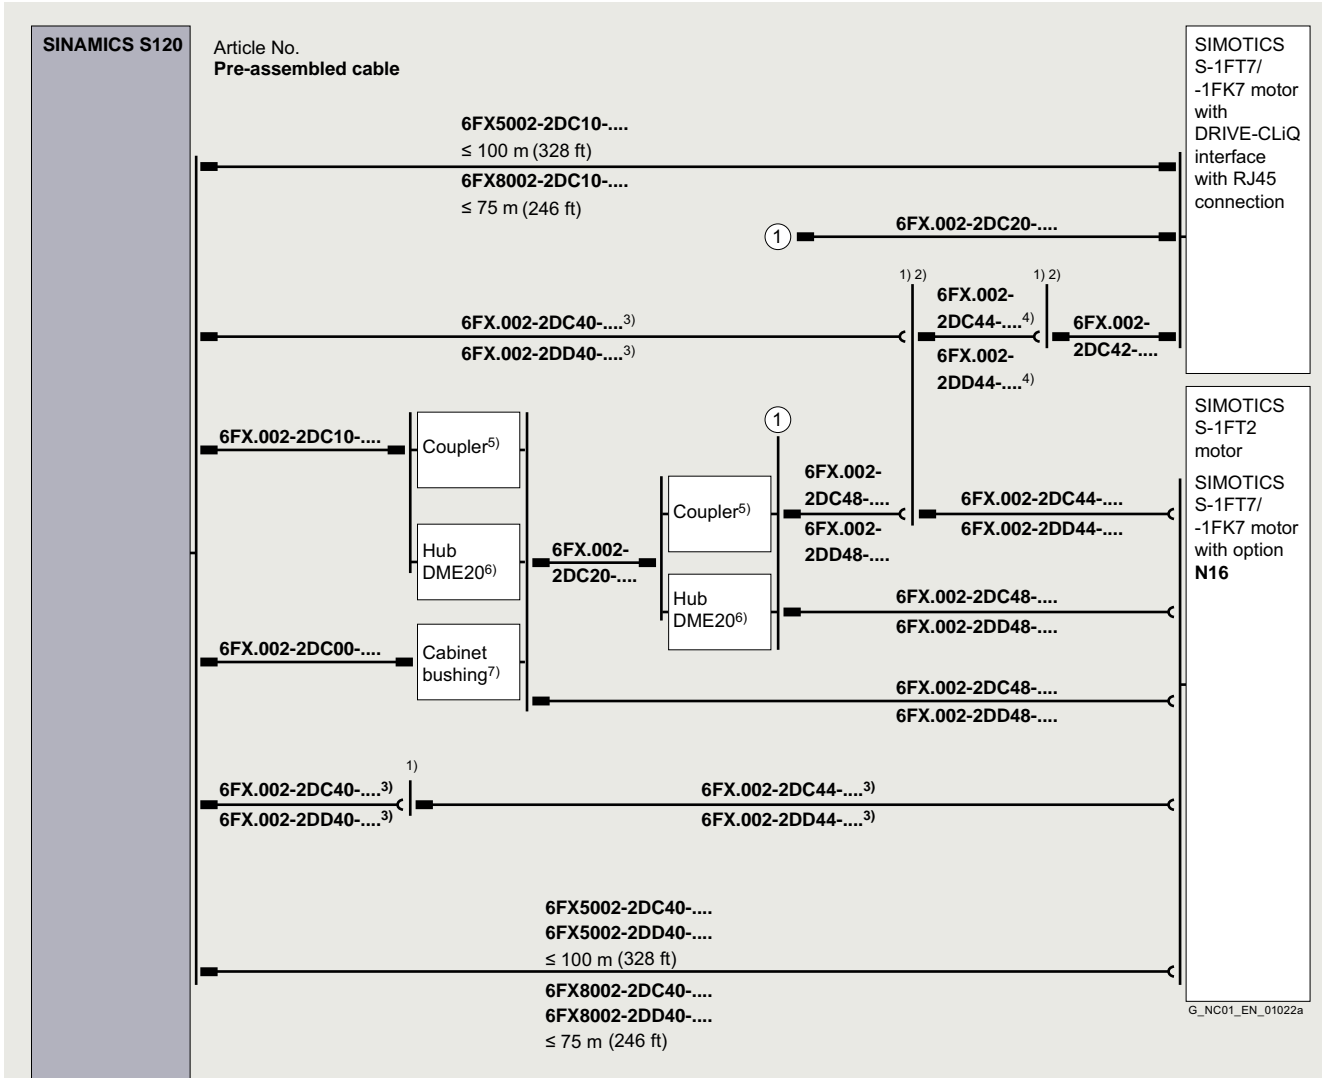 SINAMICS S120
Article No.
Pre-assembled cable
SIMOTICS
S-1FT7/
-1FK7 motor
with
DRIVE-CLiQ
interface
with RJ45
connection
6FX5002-2DC10-....
≤ 100 m (328 ft)
6FX8002-2DC10-....
≤ 75 m (246 ft)
1
6FX.002-2DC20-....
1) 2)
1) 2)
6FX.002-2DC40-....3)
6FX.002-2DD40-....3)
6FX.002-
2DC44-....4)
6FX.002-
2DD44-....4)
6FX.002-
2DC42-....
SIMOTICS
S-1FT2
motor
SIMOTICS
S-1FT7/
-1FK7 motor
with option
N16
6FX.002-2DC10-....
Coupler5)
Hub
DME206)
6FX.002-
2DC20-....
1
Coupler5)
Hub
DME206)
6FX.002-
2DC48-....
6FX.002-
2DD48-....
6FX.002-2DC44-....
6FX.002-2DD44-....
6FX.002-2DC48-....
6FX.002-2DD48-....
6FX.002-2DC00-....
Cabinet
bushing7)
6FX.002-2DC48-....
6FX.002-2DD48-....
1)
6FX.002-2DC40-....3)
6FX.002-2DD40-....3)
6FX.002-2DC44-....3)
6FX.002-2DD44-....3)
6FX5002-2DC40-....
6FX5002-2DD40-....
≤ 100 m (328 ft)
6FX8002-2DC40-....
6FX8002-2DD40-....
≤ 75 m (246 ft)
G_NC01_EN_01022a